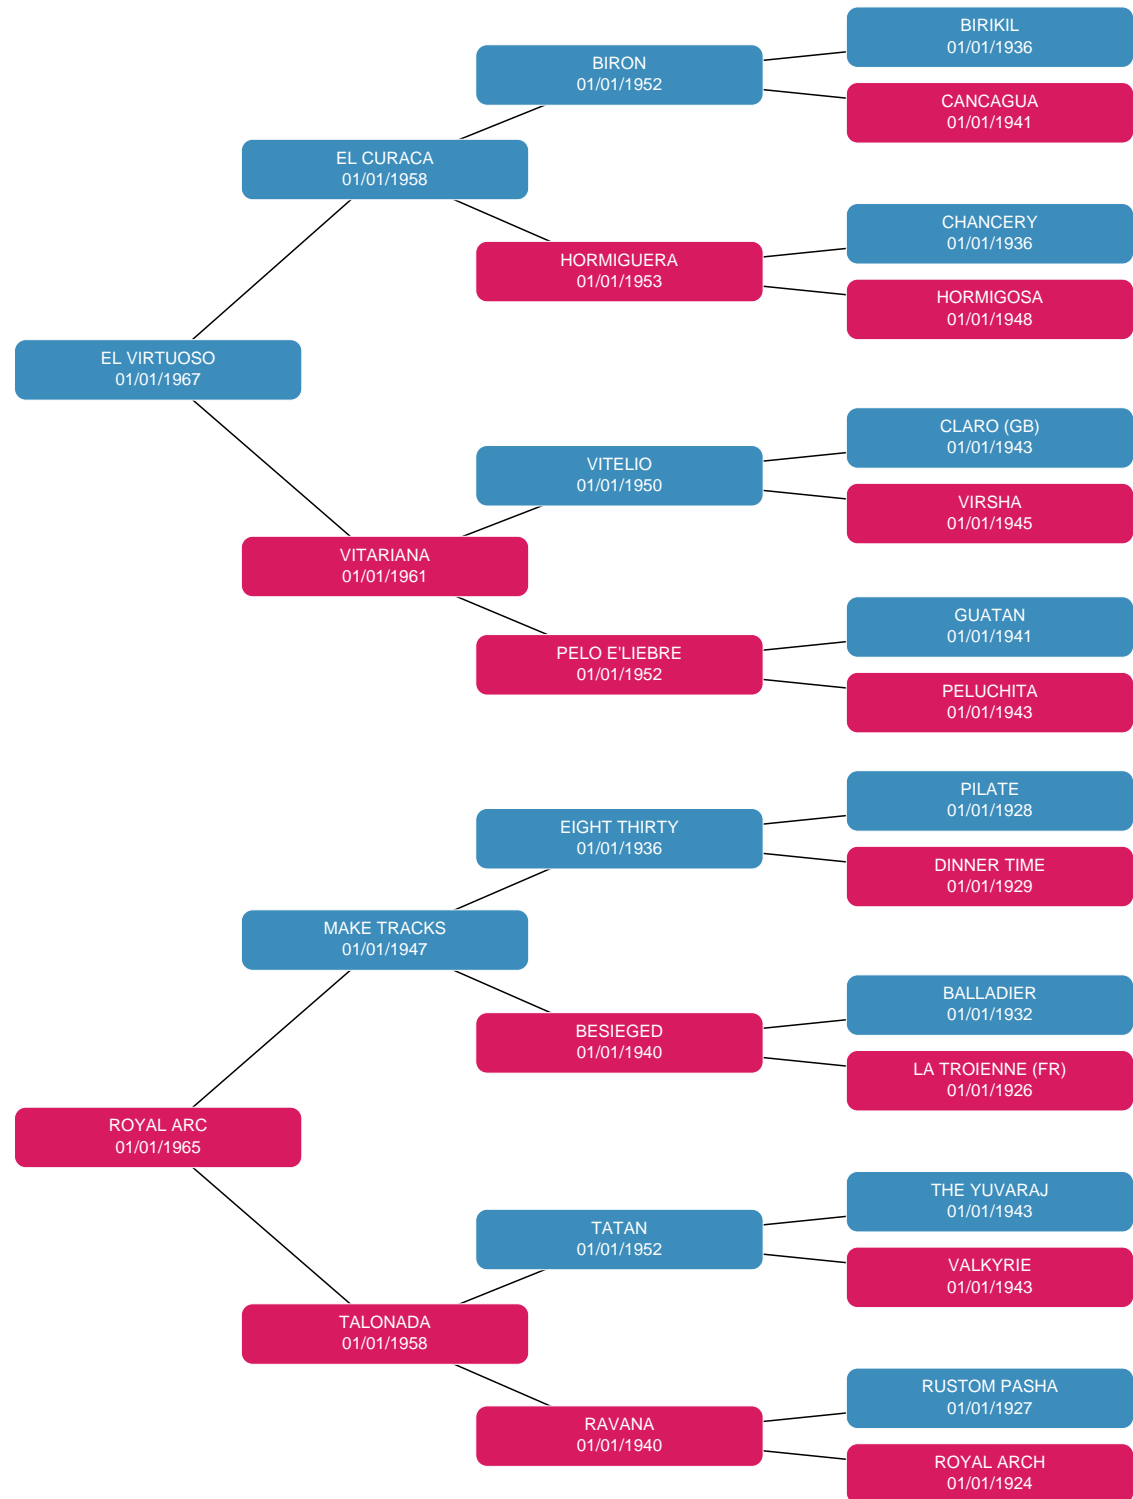 BIRIKIL
01/01/1936
BIRON
01/01/1952
CANCAGUA
01/01/1941
EL CURACA
01/01/1958
CHANCERY
01/01/1936
HORMIGUERA
01/01/1953
HORMIGOSA
01/01/1948
EL VIRTUOSO
01/01/1967
CLARO (GB)
01/01/1943
VITELIO
01/01/1950
VIRSHA
01/01/1945
VITARIANA
01/01/1961
GUATAN
01/01/1941
PELO E'LIEBRE
01/01/1952
PELUCHITA
01/01/1943
PILATE
01/01/1928
EIGHT THIRTY
01/01/1936
DINNER TIME
01/01/1929
MAKE TRACKS
01/01/1947
BALLADIER
01/01/1932
BESIEGED
01/01/1940
LA TROIENNE (FR)
01/01/1926
ROYAL ARC
01/01/1965
THE YUVARAJ
01/01/1943
TATAN
01/01/1952
VALKYRIE
01/01/1943
TALONADA
01/01/1958
RUSTOM PASHA
01/01/1927
RAVANA
01/01/1940
ROYAL ARCH
01/01/1924